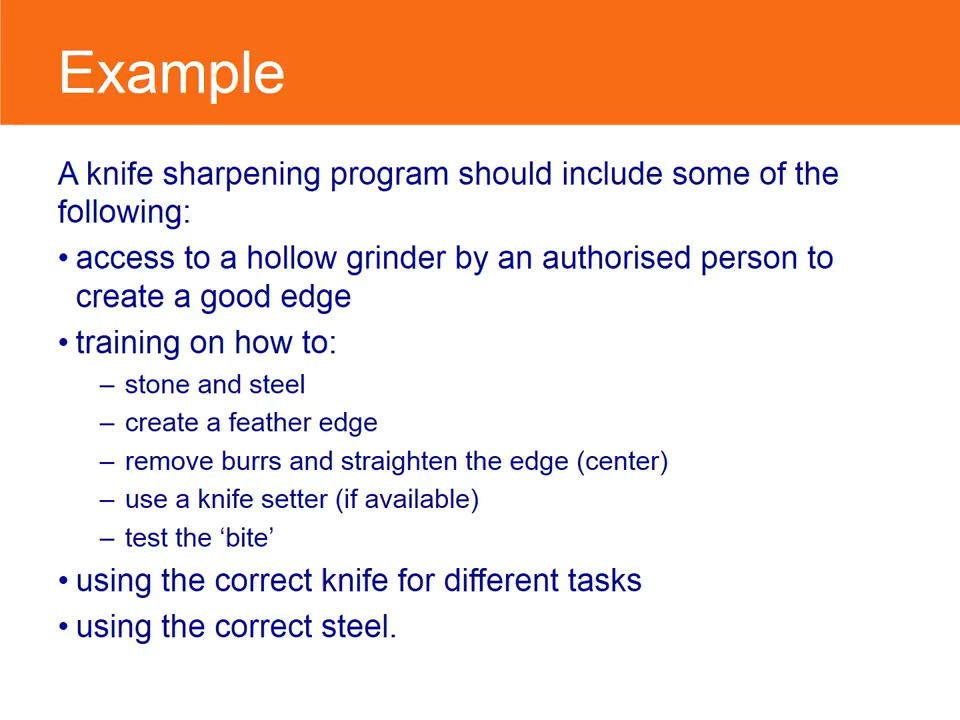 Example
A knife sharpening program should include some of the
following:
• access to a hollow grinder by an authorised person to
create a good edge
• training on how to:
– stone and steel
– create a feather edge
– remove burrs and straighten the edge (center)
– use a knife setter (if available)
– test the ‘bite’
• using the correct knife for different tasks
• using the correct steel.